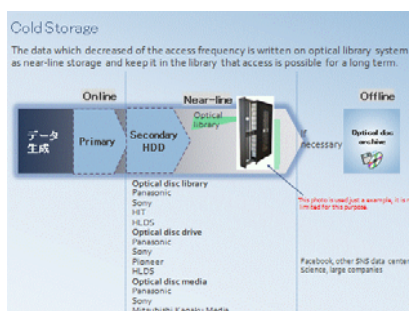 Cold Storage
The data which decreased of the access frequency is written on optical library system
as near-line storage and keep it in the library that access is possible for a long term.
Online
Near-line
Offline
データ
生成
Primary
Secondary
HDD
Optical
library
If
necessary
Optical disc
archive
This photo is used just a example, it is n
limited for this purpose.
Optical disc library
Panasonic
Sony
HIT
HLDS
Optical disc drive
Panasonic
Sony
Pioneer
HLDS
Optical disc media
Panasonic
Sony
Mitsubishi Kagaku Media
Facebook, other SNS data center
Science, large companies